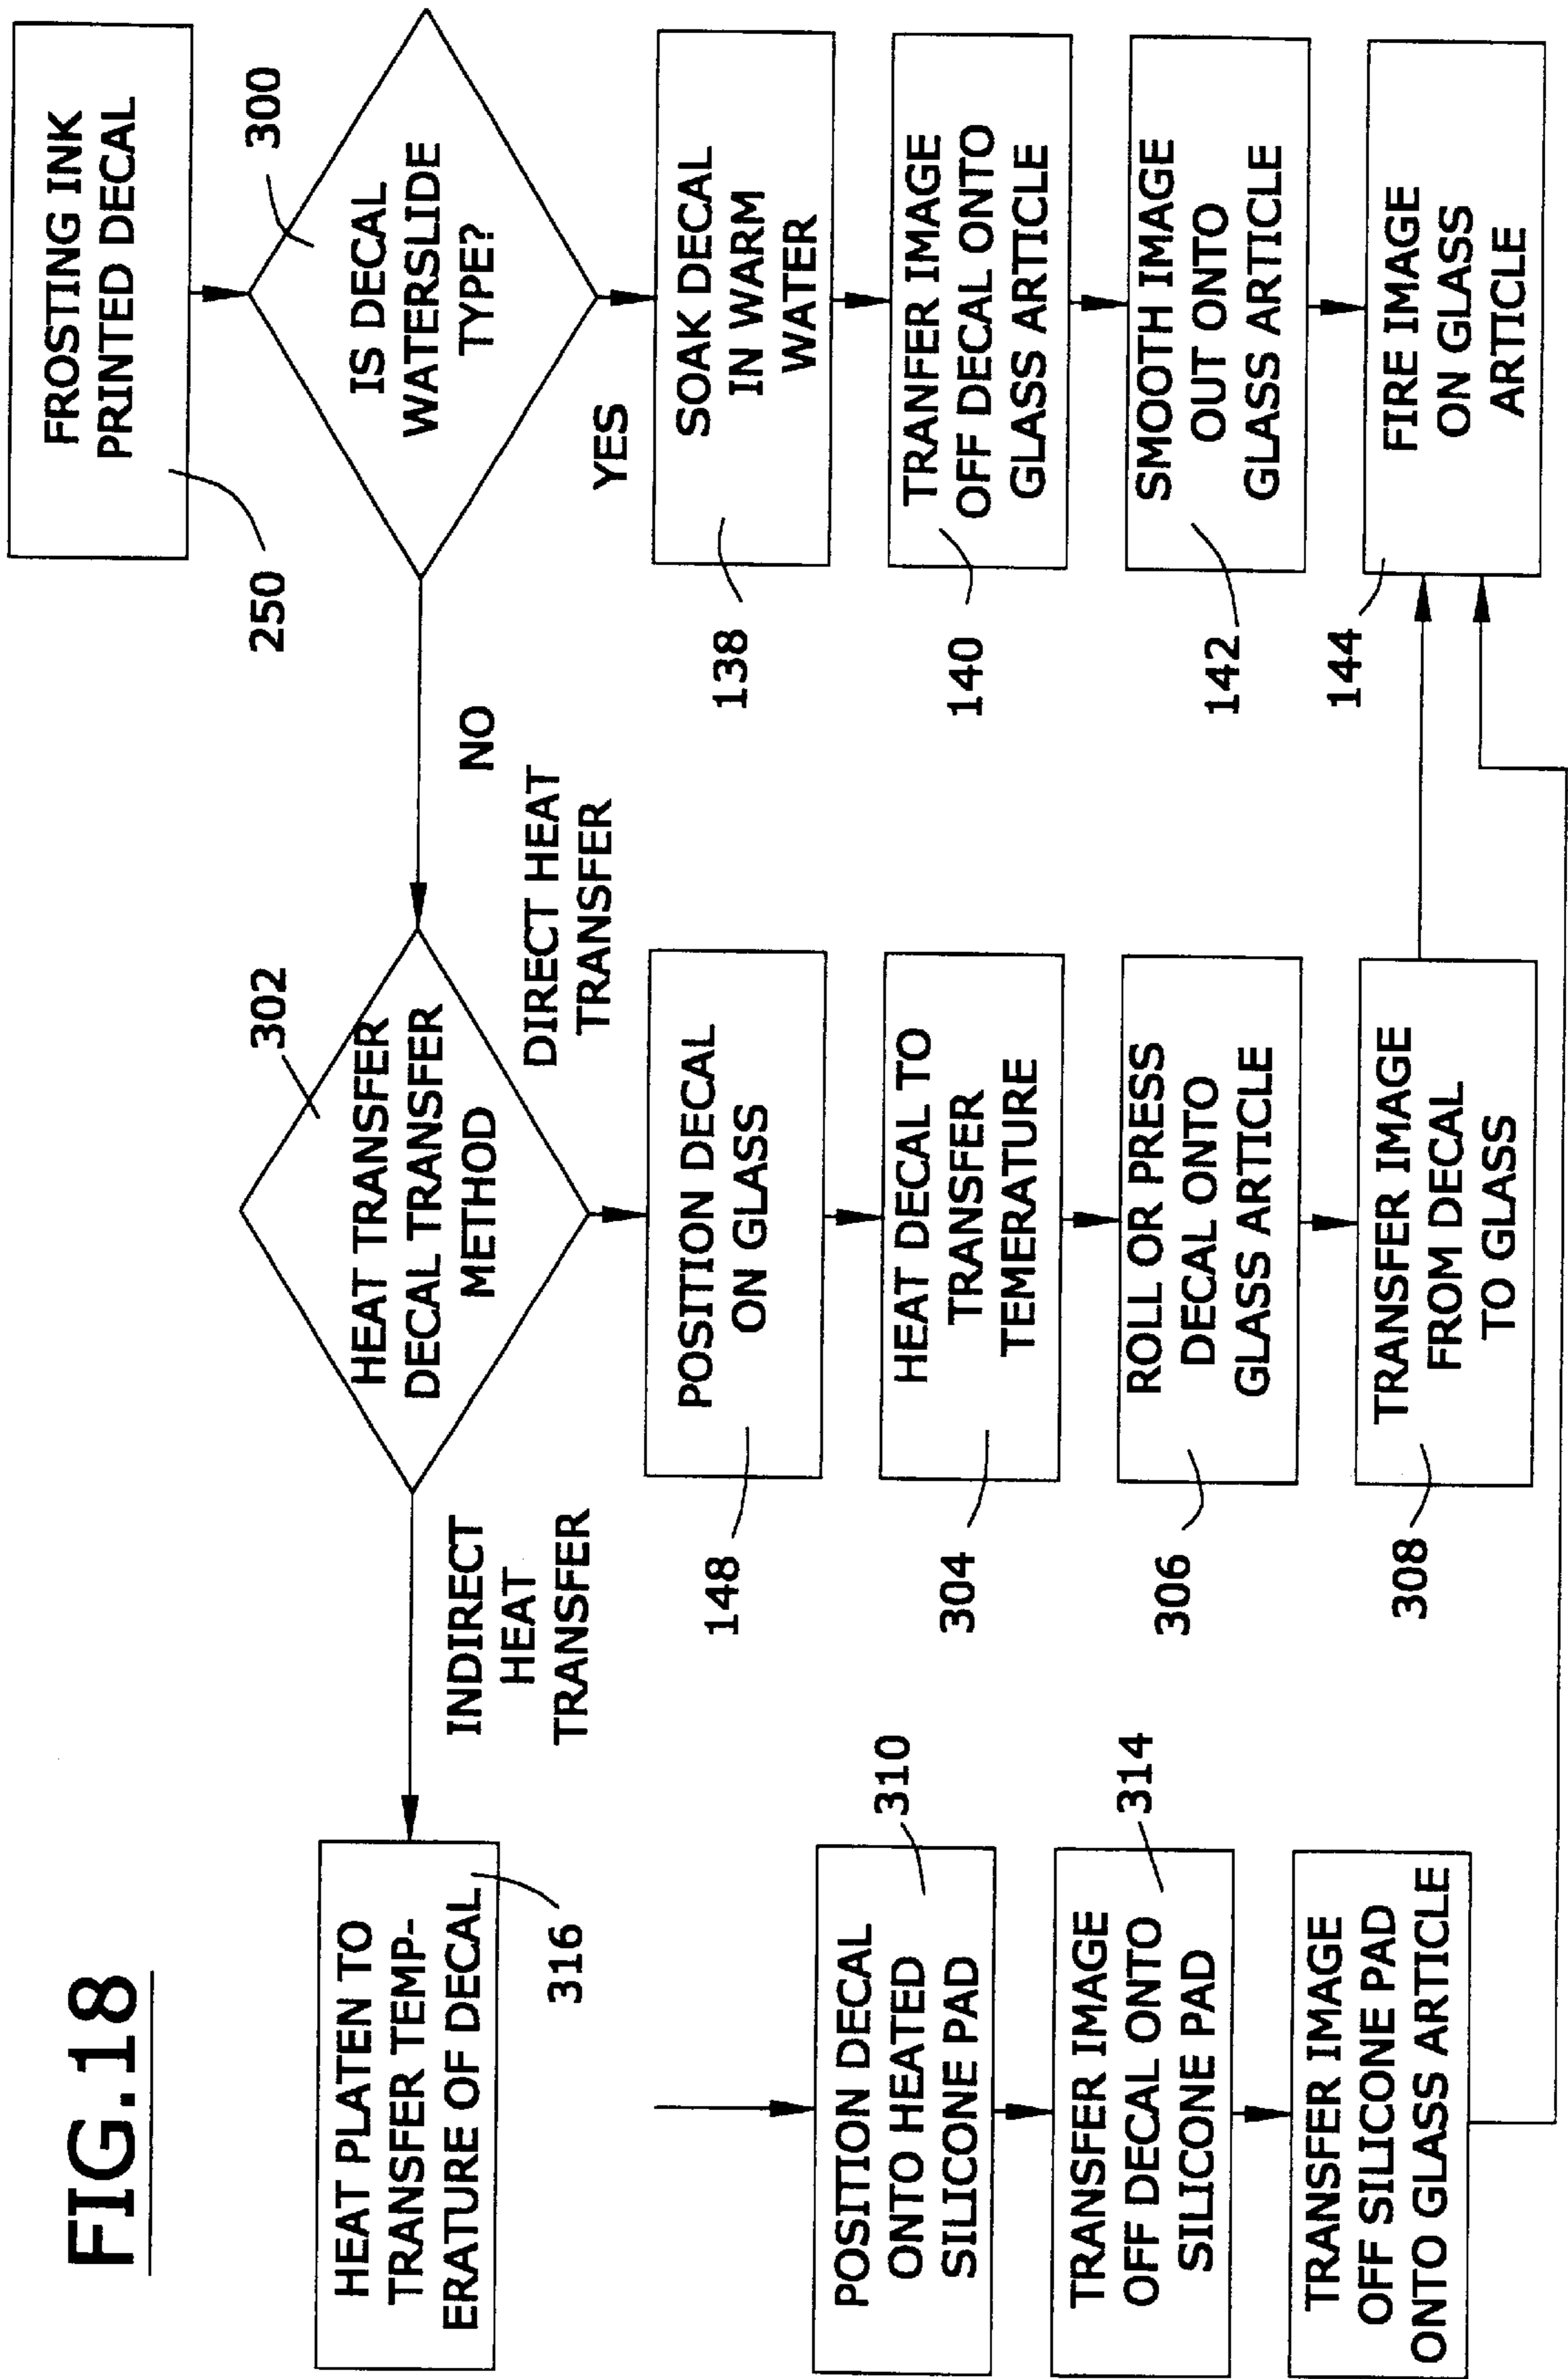 FIG.18
FROSTING INK
PRINTED DECAL
250
300
IS DECAL
WATERSLIDE
TYPE?
YES
NO
SOAK DECAL
IN WARM
WATER
138
TRANFER IMAGE
OFF DECAL ONTO
GLASS ARTICLE
140
SMOOTH IMAGE
OUT ONTO
GLASS ARTICLE
142
FIRE IMAGE
ON GLASS
ARTICLE
144
302
HEAT TRANSFER
DECAL TRANSFER
METHOD
DIRECT HEAT
TRANSFER
POSITION DECAL
ON GLASS
148
HEAT DECAL TO
TRANSFER
TEMERATURE
304
ROLL OR PRESS
DECAL ONTO
GLASS ARTICLE
306
TRANSFER IMAGE
FROM DECAL
TO GLASS
308
INDIRECT
HEAT
TRANSFER
HEAT PLATEN TO
TRANSFER TEMP-
ERATURE OF DECAL
316
POSITION DECAL
ONTO HEATED
SILICONE PAD
310
TRANSFER IMAGE
OFF DECAL ONTO
SILICONE PAD
314
TRANSFER IMAGE
OFF SILICONE PAD
ONTO GLASS ARTICLE